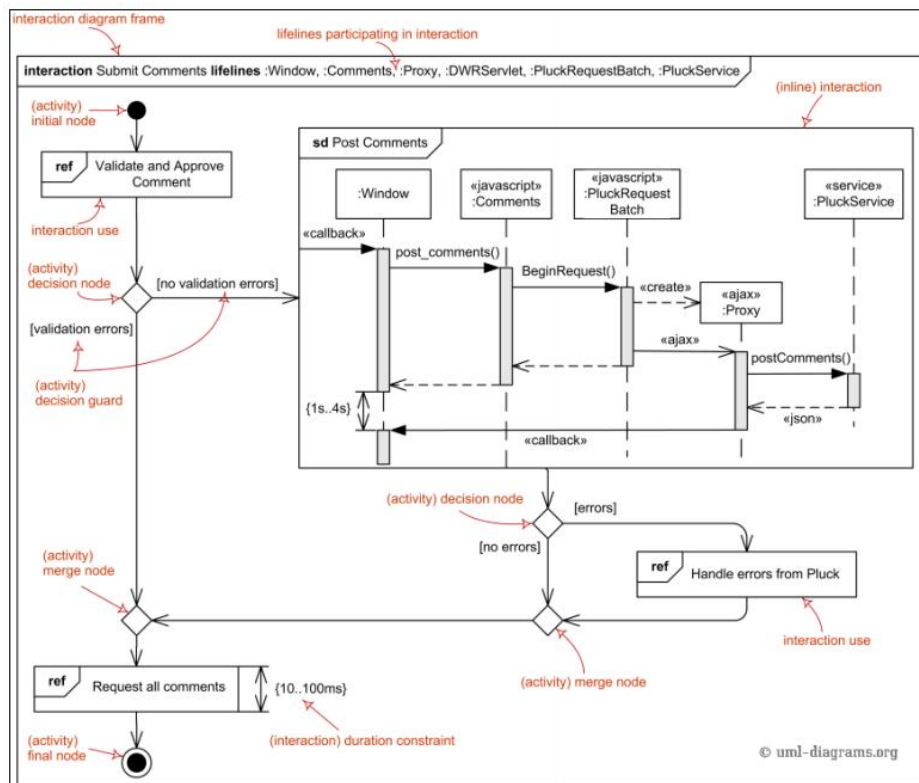 interaction diagram frame
lifelines participating in interaction
interaction Submit Comments lifelines :Window, :Comments, :Proxy, :DWRServlet, :PluckRequestBatch, :PluckService
(activity)
initial node
(inline) interaction
sd Post Comments
ref Validate and Approve
Comment
interaction use
:Window
«javascript»
:Comments
«javascript»
:PluckRequest
Batch
«service»
:PluckService
«callback»
post_comments()
BeginRequest()
«create»
«ajax»
:Proxy
(activity)
decision node
[no validation errors]
[validation errors]
(activity)
decision guard
«ajax»
postComments()
{1s..4s}
«json»
«callback»
(activity) decision node
[errors]
[no errors]
ref Handle errors from Pluck
(activity)
merge node
interaction use
(activity) merge node
ref Request all comments
{10..100ms}
(interaction) duration constraint
(activity)
final node
© uml-diagrams.org